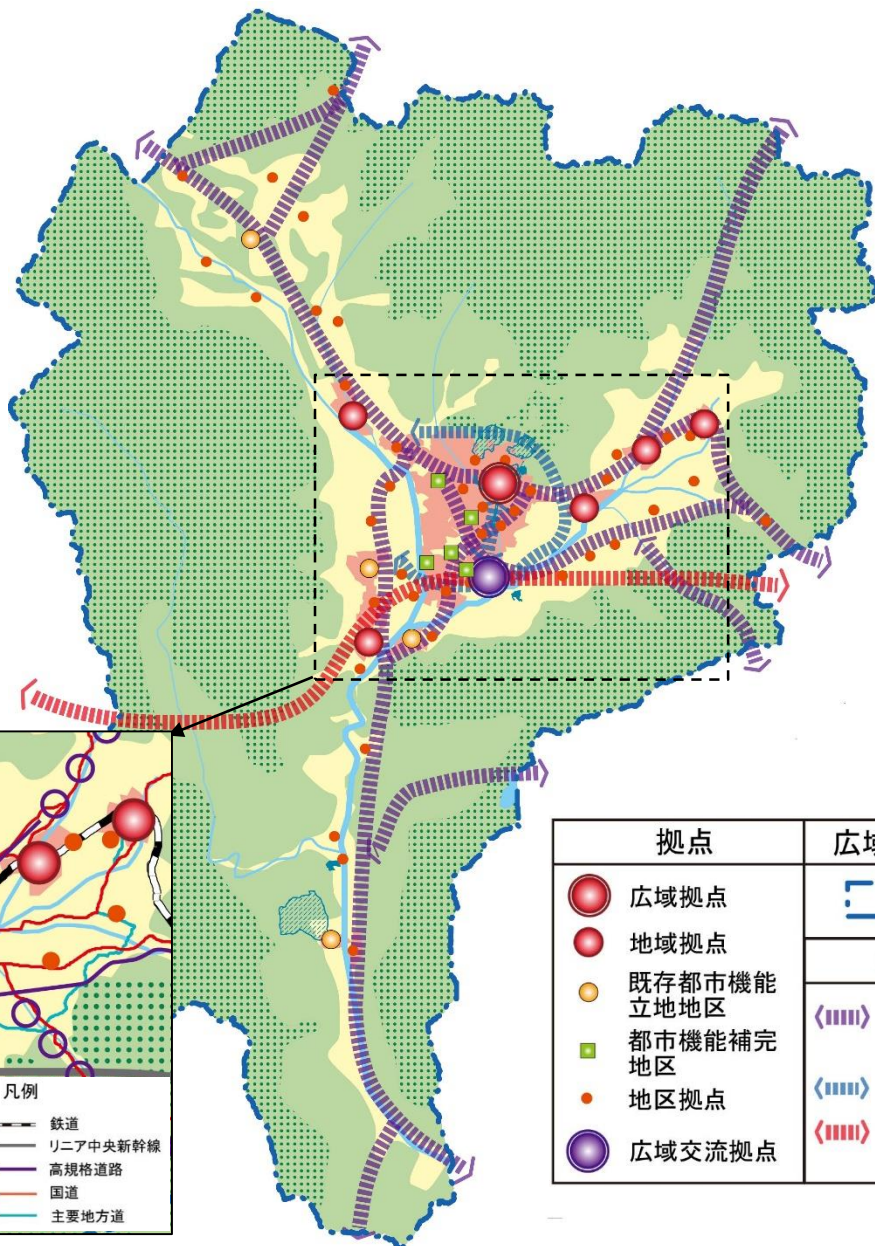 凡例
鉄道
リニア中央新幹線
高規格道路
国道
主要地方道
拠点
広域拠点
地域拠点
既存都市機能
立地地区
都市機能補完
地区
地区拠点
広域交流拠点
広域